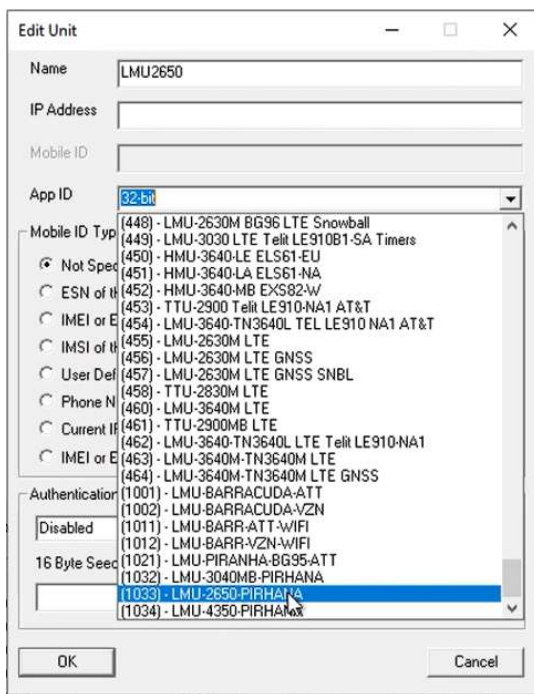 Edit Unit
Name
LMU2650
IP Address
Mobile ID
App ID
32-bit
Mobile ID Typ
Not Spec
ESN of th
IMEI or E
IMSI of th
User Def
Phone N
Current IF
IMEI or E
(448) - LMU-2630M BG96 LTE Snowball
(449) - LMU-3030 LTE Telit LE910B1-SA Timers
(450) - HMU-3640-LE ELS61-EU
(451) - HMU-3640-LA ELS61-NA
(452) - HMU-3640-MB EXS82-W
(453) - TTU-2900 Telit LE910-NA1 AT&T
(454) - LMU-3640-TN3640L TEL LE910 NA1 AT&T
(455) - LMU-2630M LTE
(456) - LMU-2630M LTE GNSS
(457) - LMU-2630M LTE GNSS SNBL
(458) - TTU-2830M LTE
(460) - LMU-3640M LTE
(461) - TTU-2900MB LTE
(462) - LMU-3640-TN3640L LTE Telit LE910-NA1
(463) - LMU-3640M-TN3640M LTE
(464) - LMU-3640M-TN3640M LTE GNSS
(1001) - LMU-BARRACUDA-ATT
(1002) - LMU-BARRACUDA-VZN
(1011) - LMU-BARR-ATT-WIFI
(1012) - LMU-BARR-VZN-WIFI
(1021) - LMU-PIRANHA-BG95-ATT
(1032) - LMU-3040MB-PIRHANA
(1033) - LMU-2650-PIRHANA
(1034) - LMU-4350-PIRHANA
Authentication
Disabled
16 Byte Seed
OK
Cancel